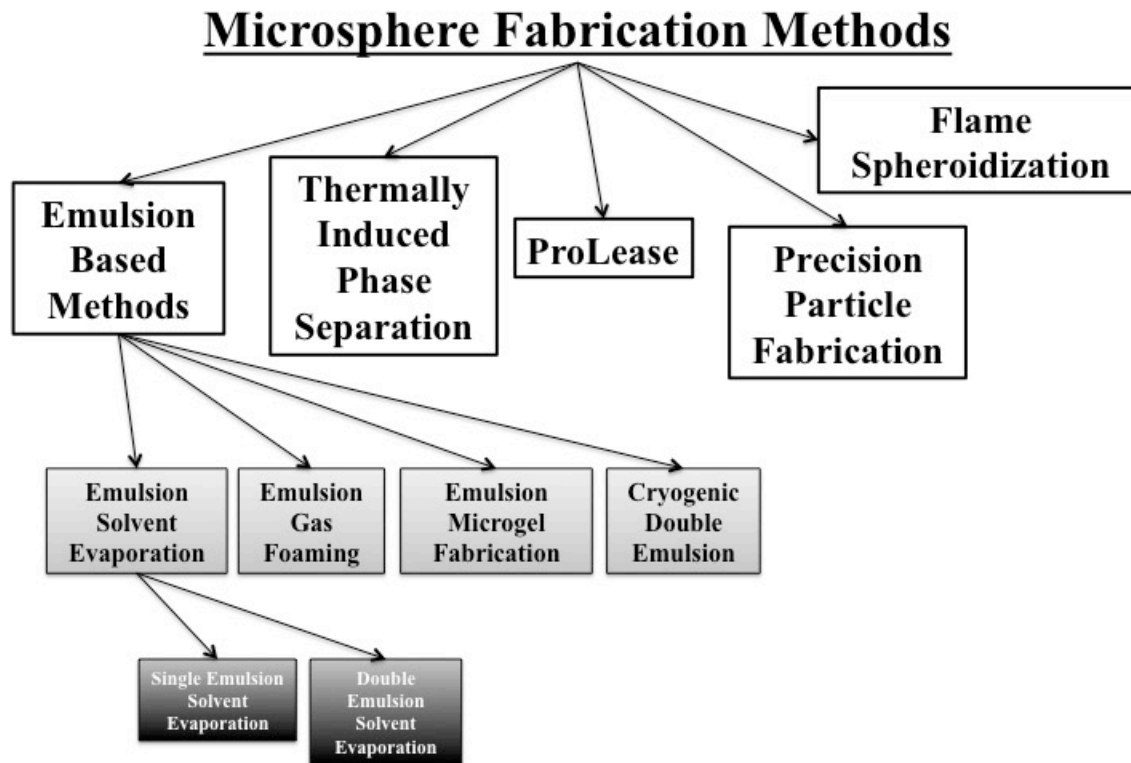 Microsphere Fabrication Methods
Flame
Spheroidization
Thermally
Induced
Phase
Separation
Emulsion
Based
Methods
ProLease
Precision
Particle
Fabrication
Emulsion
Solvent
Evaporation
Emulsion
Gas
Foaming
Emulsion
Microgel
Fabrication
Cryogenic
Double
Emulsion
Single Emulsion
Solvent
Evaporation
Double
Emulsion
Solvent
Evaporation